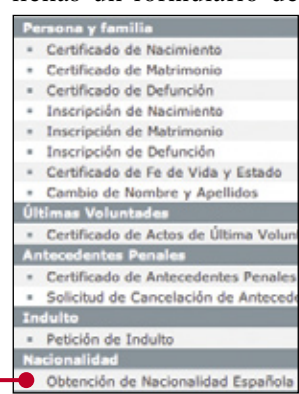 Persona y familia
Certificado de Nacimiento
Certificado de Matrimonio
Certificado de Defunción
Inscripción de Nacimiento
Inscripción de Matrimonio
Inscripción de Defunción
Certificado de Fe de Vida y Estado
Cambio de Nombre y Apellidos
Últimas Voluntades
Certificado de Actos de Última Volun
Antecedentes Penales
Certificado de Antecedentes Penales
Solicitud de Cancelación de Anteced
Indulto
Petición de Indulto
Nacionalidad
Obtención de Nacionalidad Española